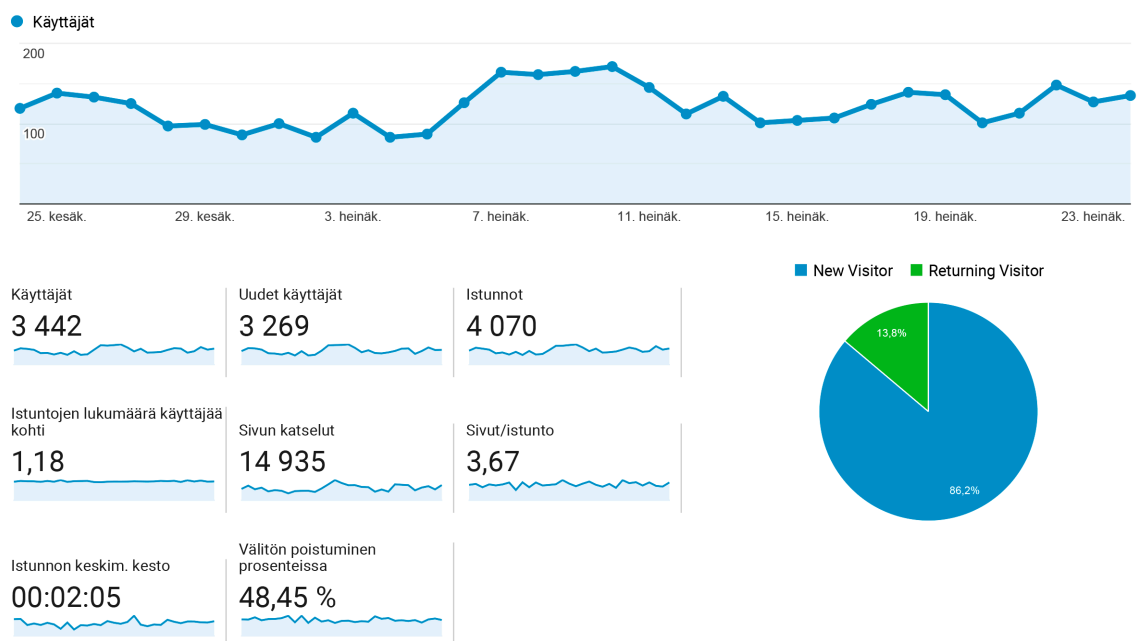 Käyttäjät
200
100
25. kesäk.
29. kesäk.
3. heinäk.
7. heinäk.
11. heinäk.
15. heinäk.
19. heinäk.
23. heinäk.
New Visitor
Returning Visitor
13,8%
86,2%
Käyttäjät
3 442
Uudet käyttäjät
3 269
Istunnot
4 070
Istuntojen lukumäärä käyttäjää
kohti
1,18
Sivun katselut
14 935
Sivut/istunto
3,67
Istunnon keskim. kesto
00:02:05
Välitön poistuminen
prosenteissa
48,45 %